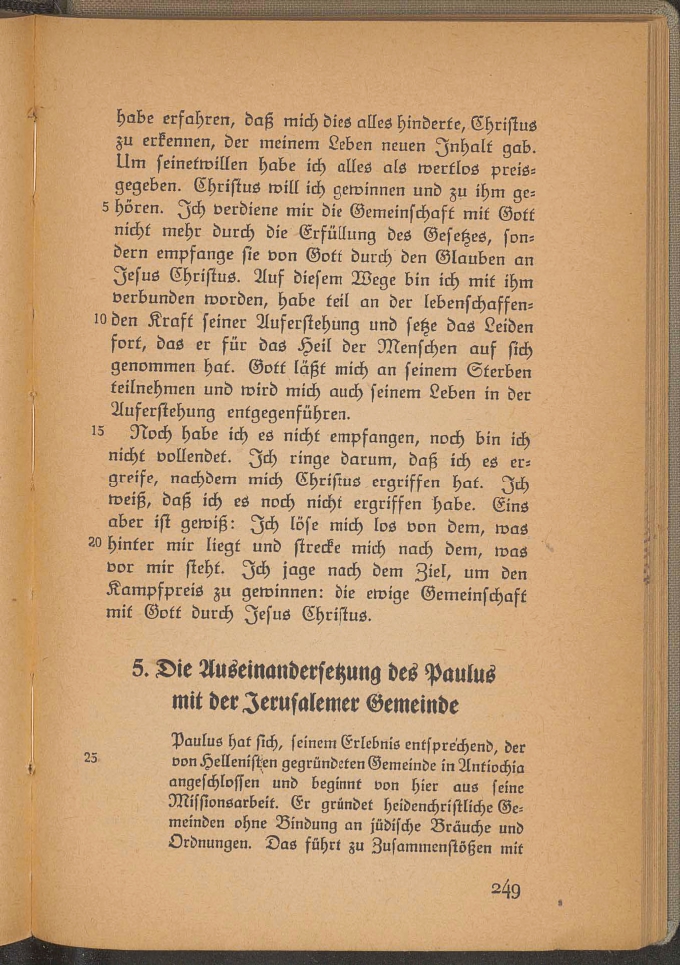 habe erfahren, daß mich dies alles hinderte, Christus
zu erkennen, der meinem Leben neuen Inhalt gab.
Um seinetwillen habe ich alles als wertlos preis=
gegeben. Christus will ich gewinnen und zu ihm ge=
5 hören. Ich verdiene mir die Gemeinschaft mit Gott
nicht mehr durch die Erfüllung des Gesetzes, son=
dern empfange sie von Gott durch den Glauben an
Jesus Christus. Auf diesem Wege bin ich mit ihm
verbunden worden, habe teil an der lebenschaffen=
10 den Kraft seiner Auferstehung und setze das Leiden
fort, das er für das Heil der Menschen auf sich
genommen hat. Gott läßt mich an seinem Sterben
teilnehmen und wird mich auch seinem Leben in der
Auferstehung entgegenführen.
15 Noch habe ich es nicht empfangen, noch bin ich
nicht vollendet. Ich ringe darum, daß ich es er=
greife, nachdem mich Christus ergriffen hat. Ich
weiß, daß ich es noch nicht ergriffen habe. Eins
aber ist gewiß: Ich löse mich los von dem, was
20 hinter mir liegt und strecke mich nach dem, was
vor mir steht. Ich jage nach dem Ziel, um den
Kampfpreis zu gewinnen: die ewige Gemeinschaft
mit Gott durch Jesus Christus.
5. Die Auseinandersetzung des Paulus
mit der Jerusalemer Gemeinde
Paulus hat sich, seinem Erlebnis entsprechend, der
25 von Hellenisten gegründeten Gemeinde in Antiochia
angeschlossen und beginnt von hier aus seine
Missionsarbeit. Er gründet heidenchristliche Ge=
meinden ohne Bindung an jüdische Bräuche und
Ordnungen. Das führt zu Zusammenstößen mit
249